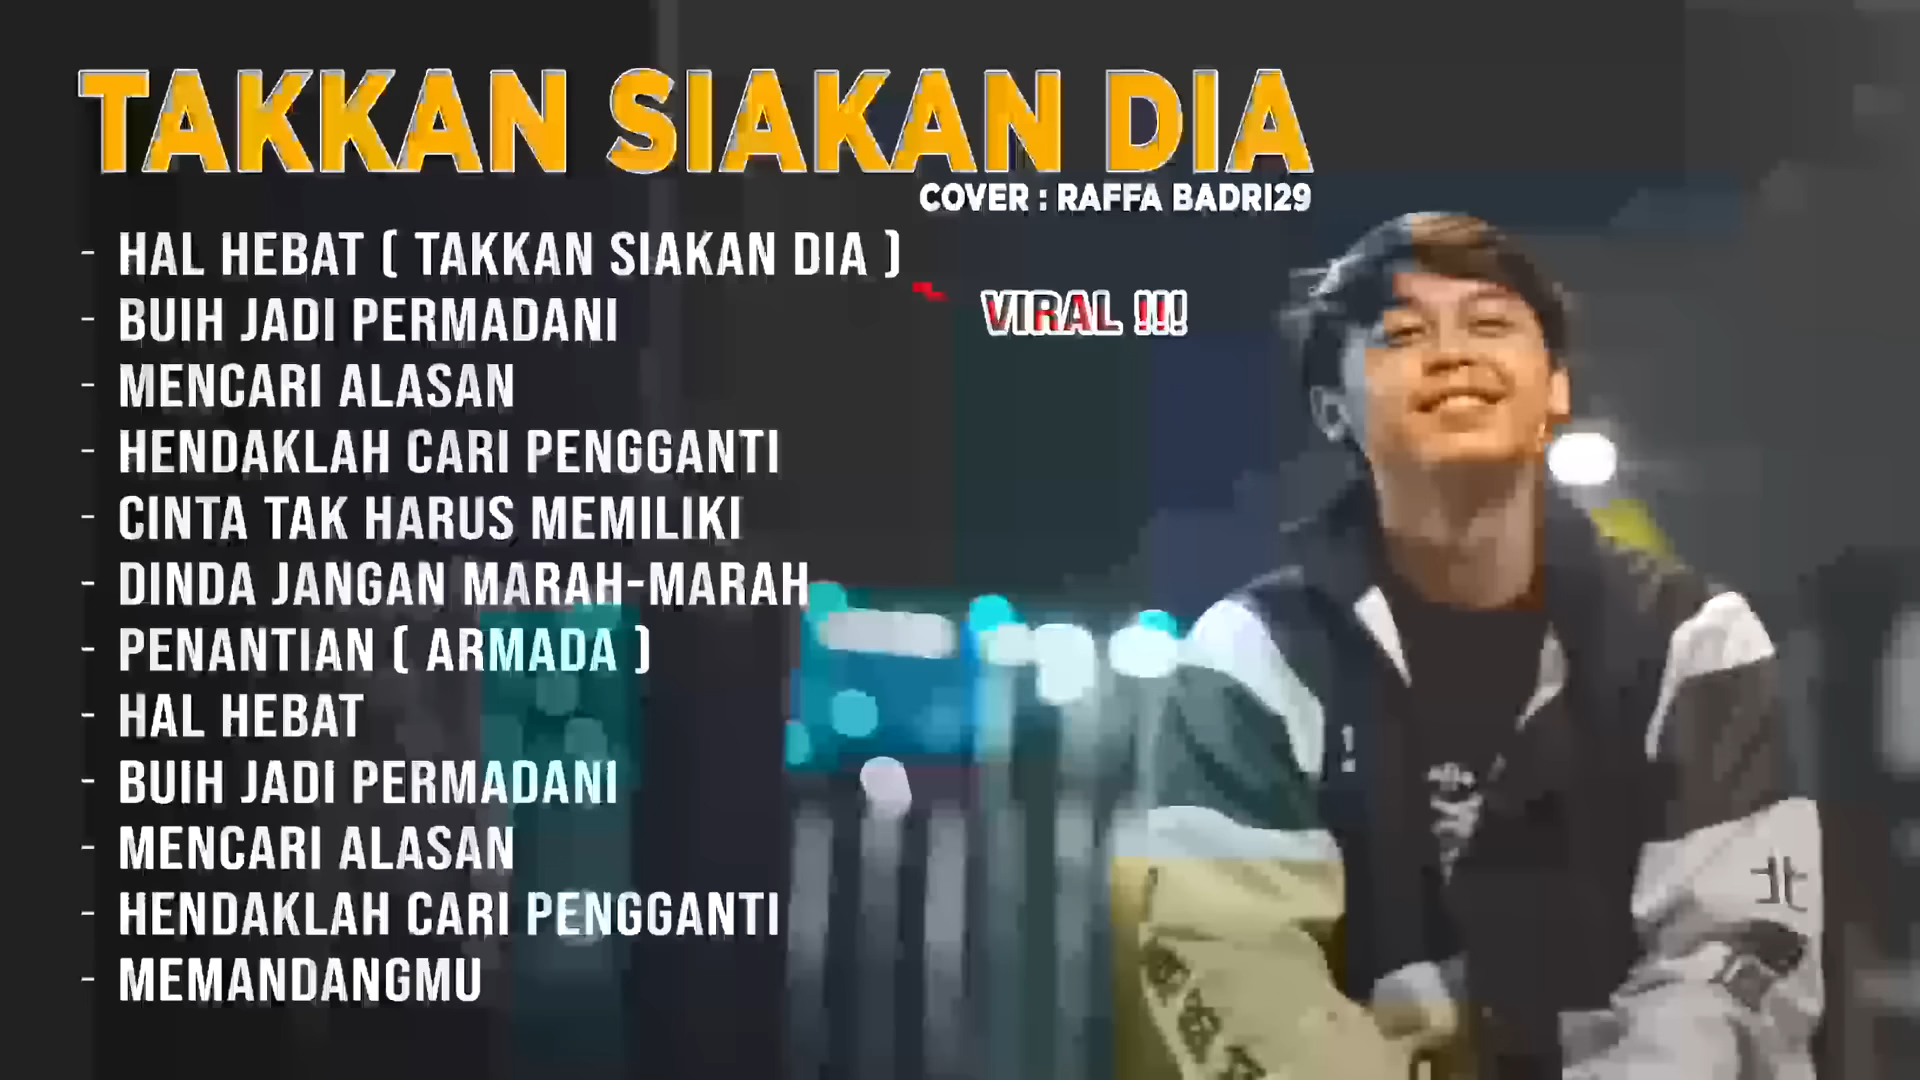 TAKKAN SIAKAN DIA
COVER : RAFFA BADRI29
- HAL HEBAT ( TAKKAN SIAKAN DIA )
VIRAL !!!
- BUIH JADI PERMADANI
- MENCARI ALASAN
- HENDAKLAH CARI PENGGANTI
- CINTA TAK HARUS MEMILIKI
- DINDA JANGAN MARAH-MARAH
- PENANTIAN ( ARMADA )
- HAL HEBAT
- BUIH JADI PERMADANI
- MENCARI ALASAN
- HENDAKLAH CARI PENGGANTI
- MEMANDANGMU